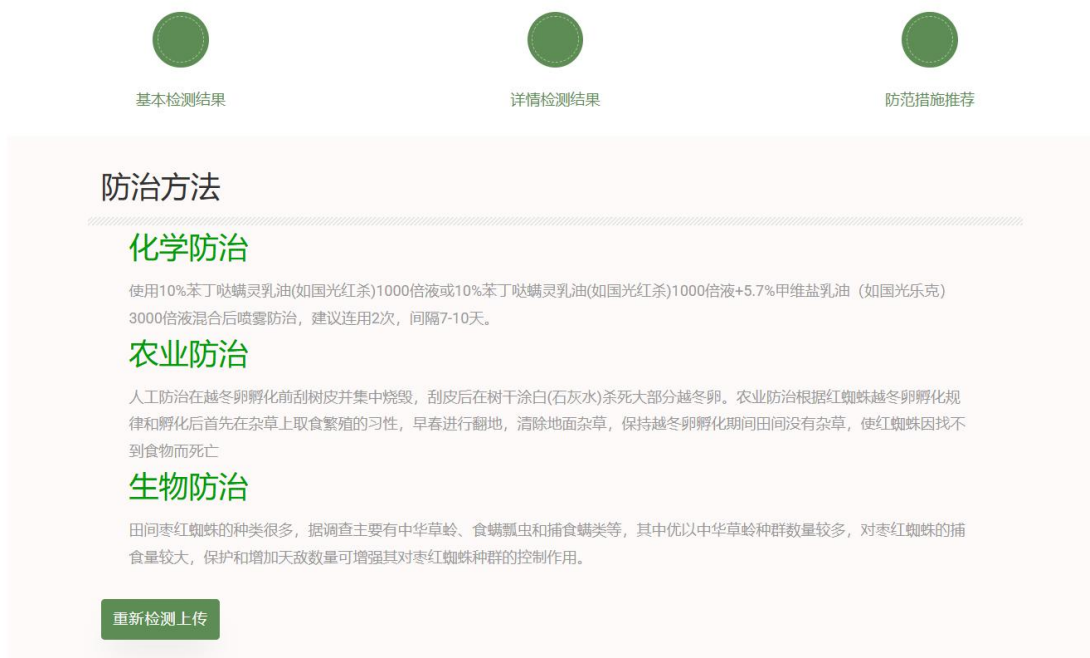 基本检测结果
详情检测结果
防范措施推荐
防治方法
化学防治
使用10%苯丁哒螨灵乳油(如国光红杀)1000倍液或10%苯丁哒螨灵乳油(如国光红杀)1000倍液+5.7%甲维盐乳油（如国光乐克）
3000倍液混合后喷雾防治，建议连用2次，间隔7-10天。
农业防治
人工防治在越冬卵孵化前刮树皮并集中烧毁，刮皮后在树干涂白(石灰水)杀死大部分越冬卵。农业防治根据红蜘蛛越冬卵孵化规
律和孵化后首先在杂草上取食繁殖的习性，早春进行翻地，清除地面杂草，保持越冬卵孵化期间田间没有杂草，使红蜘蛛因找不
到食物而死亡
生物防治
田间枣红蜘蛛的种类很多，据调查主要有中华草蛉、食螨瓢虫和捕食螨类等，其中优以中华草蛉种群数量较多，对枣红蜘蛛的捕
食量较大，保护和增加天敌数量可增强其对枣红蜘蛛种群的控制作用。
重新检测上传